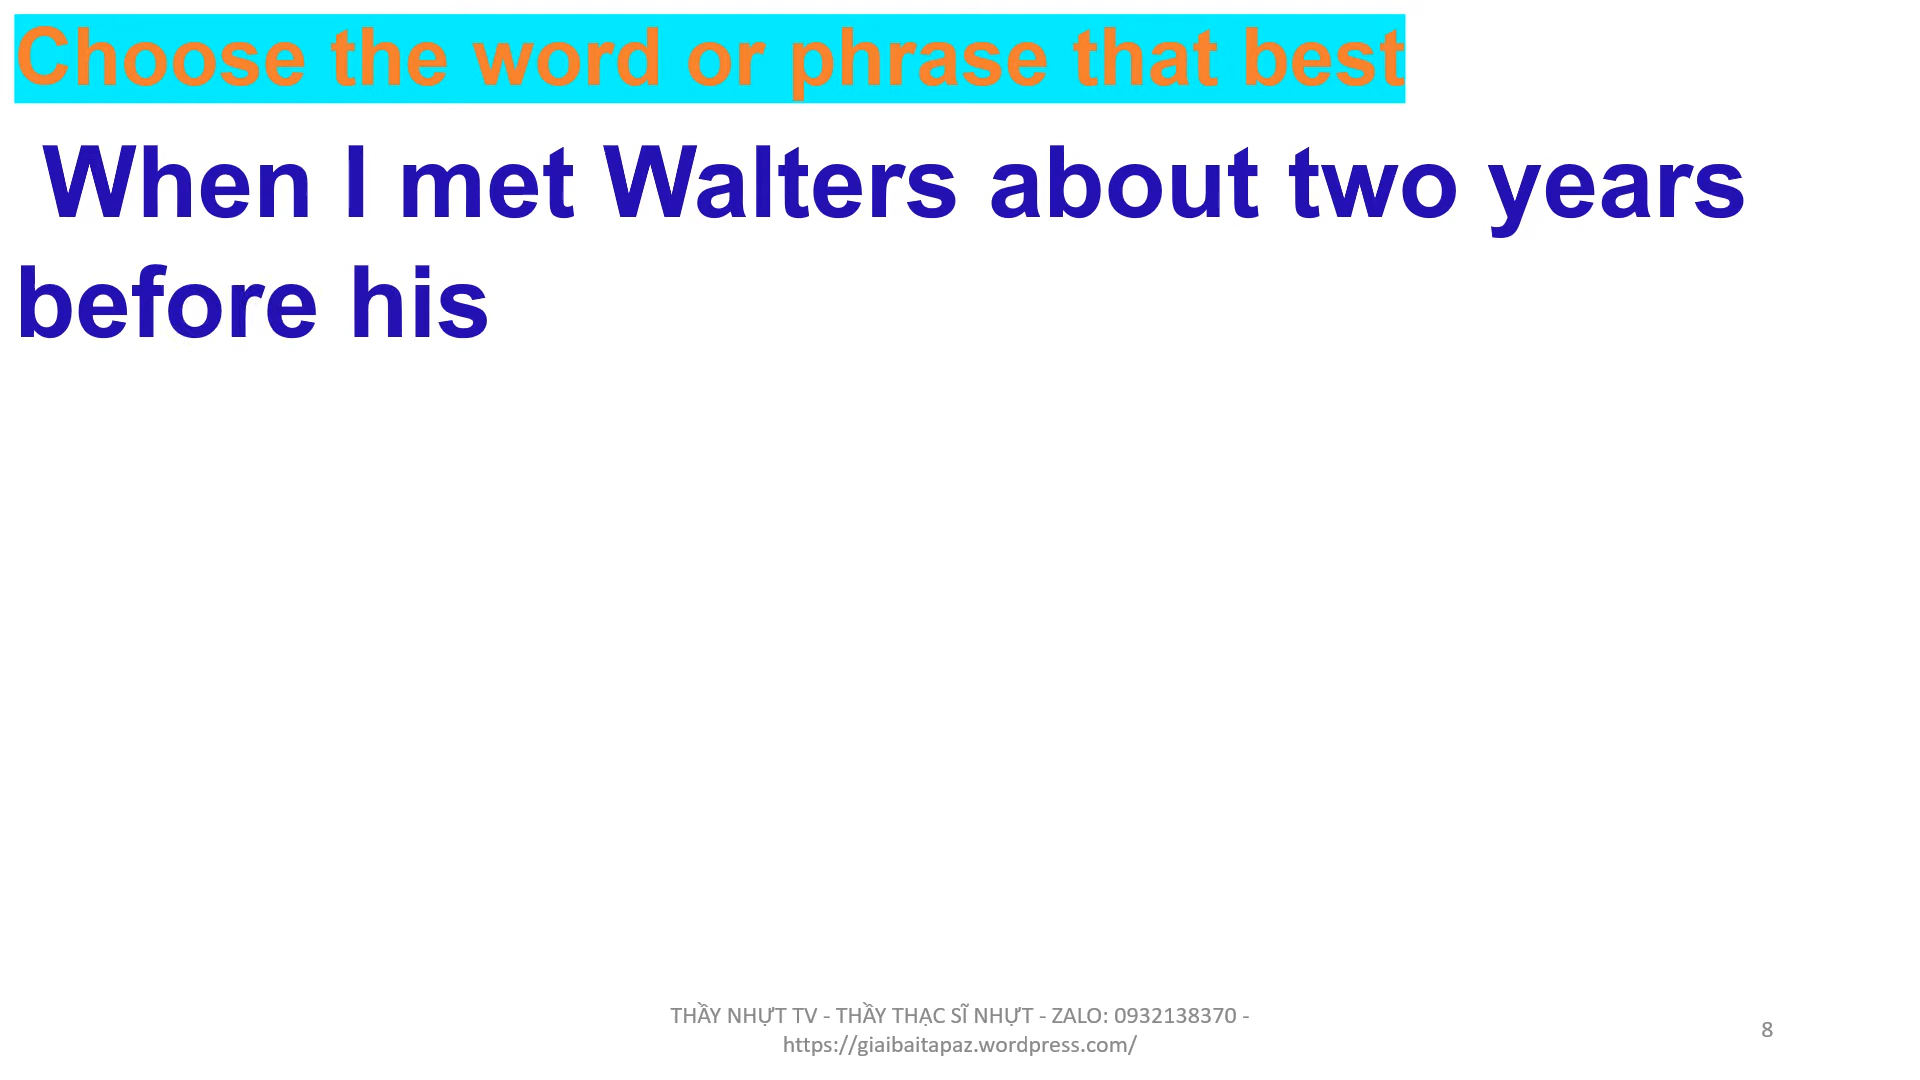 Choose the word or phrase that best
When I met Walters about two years
before his
THẦY NHỰT TV - THẦY THẠC SĨ NHỰT - ZALO: 0932138370 -
https://giaibaitapaz.wordpress.com/
8